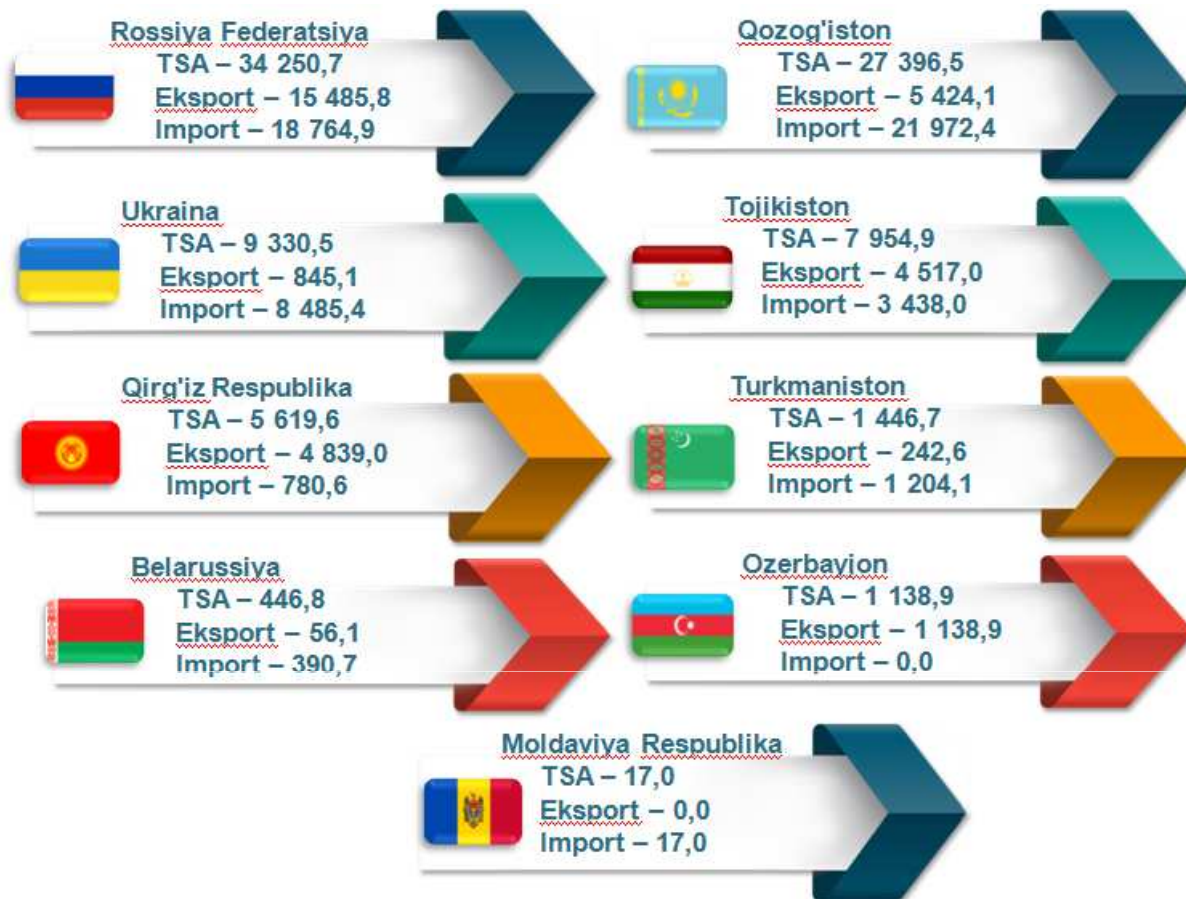 Rossiya Federatsiya
TSA – 34 250,7
Eksport – 15 485,8
Import – 18 764,9
Qozog'iston
TSA – 27 396,5
Eksport – 5 424,1
Import – 21 972,4
Ukraina
TSA – 9 330,5
Eksport – 845,1
Import – 8 485,4
Tojikiston
TSA – 7 954,9
Eksport – 4 517,0
Import – 3 438,0
Qirg'iz Respublika
TSA – 5 619,6
Eksport – 4 839,0
Import – 780,6
Turkmaniston
TSA – 1 446,7
Eksport – 242,6
Import – 1 204,1
Belarussiya
TSA – 446,8
Eksport – 56,1
Import – 390,7
Ozerbayjon
TSA – 1 138,9
Eksport – 1 138,9
Import – 0,0
Moldaviya Respublika
TSA – 17,0
Eksport – 0,0
Import – 17,0